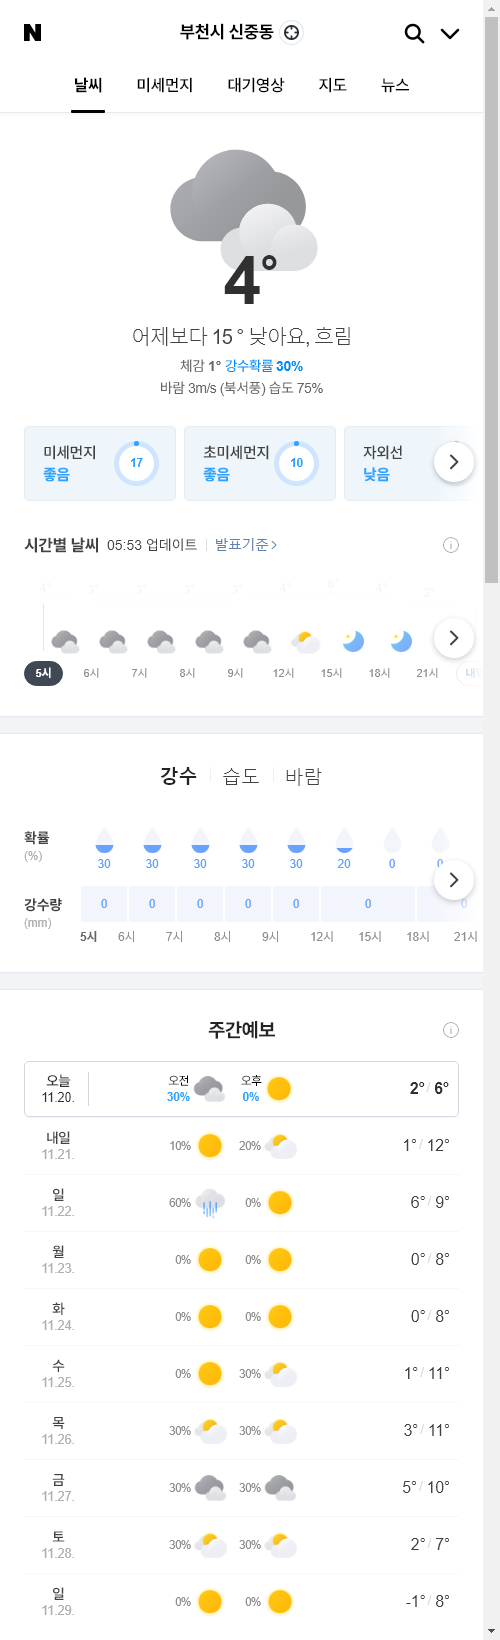 N
부천시 신중동
날씨 미세먼지 대기영상 지도 뉴스
4°
어제보다 15° 낮아요, 흐림
체감 1° 강수확률 30%
바람 3m/s (북서풍) 습도 75%
미세먼지 좋음 17
초미세먼지 좋음 10
자외선 낮음
시간별 날씨 05:53 업데이트 발표기준 >
4° 3° 3° 3° 3° 4° 6° 4° 2°
5시 6시 7시 8시 9시 12시 15시 18시 21시
강수 습도 바람
확률 (%) 30 30 30 30 30 20 0 0
강수량 (mm) 0 0 0 0 0 0 0
5시 6시 7시 8시 9시 12시 15시 18시 21시
주간예보
오늘 11.20. 오전 30% 오후 0% 2° / 6°
내일 11.21. 10% 20% 1° / 12°
일 11.22. 60% 0% 6° / 9°
월 11.23. 0% 0% 0° / 8°
화 11.24. 0% 0% 0° / 8°
수 11.25. 0% 30% 1° / 11°
목 11.26. 30% 30% 3° / 11°
금 11.27. 30% 30% 5° / 10°
토 11.28. 30% 30% 2° / 7°
일 11.29. 0% 0% -1° / 8°